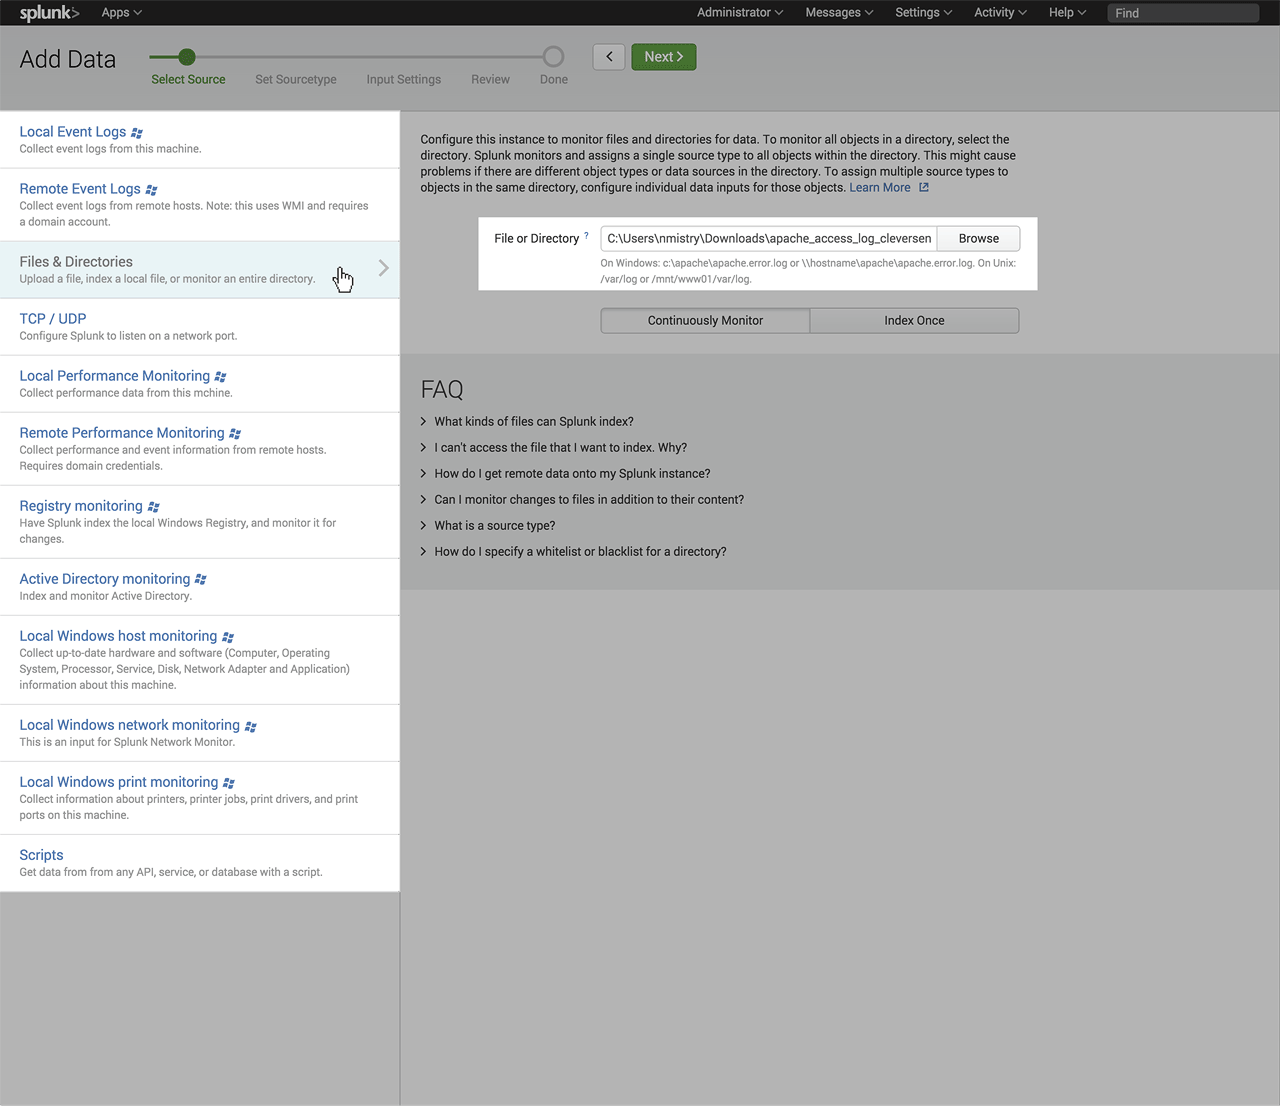 splunk> Apps Administrator Messages Settings Activity Help Find
Add Data Select Source Set Sourcetype Input Settings Review Done < Next >
Local Event Logs
Collect event logs from this machine.
Remote Event Logs
Collect event logs from remote hosts. Note: this uses WMI and requires
a domain account.
Files & Directories
Upload a file, index a local file, or monitor an entire directory.
TCP / UDP
Configure Splunk to listen on a network port.
Local Performance Monitoring
Collect performance data from this mchine.
Remote Performance Monitoring
Collect performance and event information from remote hosts.
Requires domain credentials.
Registry monitoring
Have Splunk index the local Windows Registry, and monitor it for
changes.
Active Directory monitoring
Index and monitor Active Directory.
Local Windows host monitoring
Collect up-to-date hardware and software (Computer, Operating
System, Processor, Service, Disk, Network Adapter and Application)
information about this machine.
Local Windows network monitoring
This is an input for Splunk Network Monitor.
Local Windows print monitoring
Collect information about printers, printer jobs, print drivers, and print
ports on this machine.
Scripts
Get data from from any API, service, or database with a script.
Configure this instance to monitor files and directories for data. To monitor all objects in a directory, select the
directory. Splunk monitors and assigns a single source type to all objects within the directory. This might cause
problems if there are different object types or data sources in the directory. To assign multiple source types to
objects in the same directory, configure individual data inputs for those objects. Learn More
File or Directory ? C:\Users\nmistry\Downloads\apache_access_log_cleversen Browse
On Windows: c:\apache\apache.error.log or \\hostname\apache\apache.error.log. On Unix:
/var/log or /mnt/www01/var/log.
Continuously Monitor Index Once
FAQ
> What kinds of files can Splunk index?
> I can't access the file that I want to index. Why?
> How do I get remote data onto my Splunk instance?
> Can I monitor changes to files in addition to their content?
> What is a source type?
> How do I specify a whitelist or blacklist for a directory?